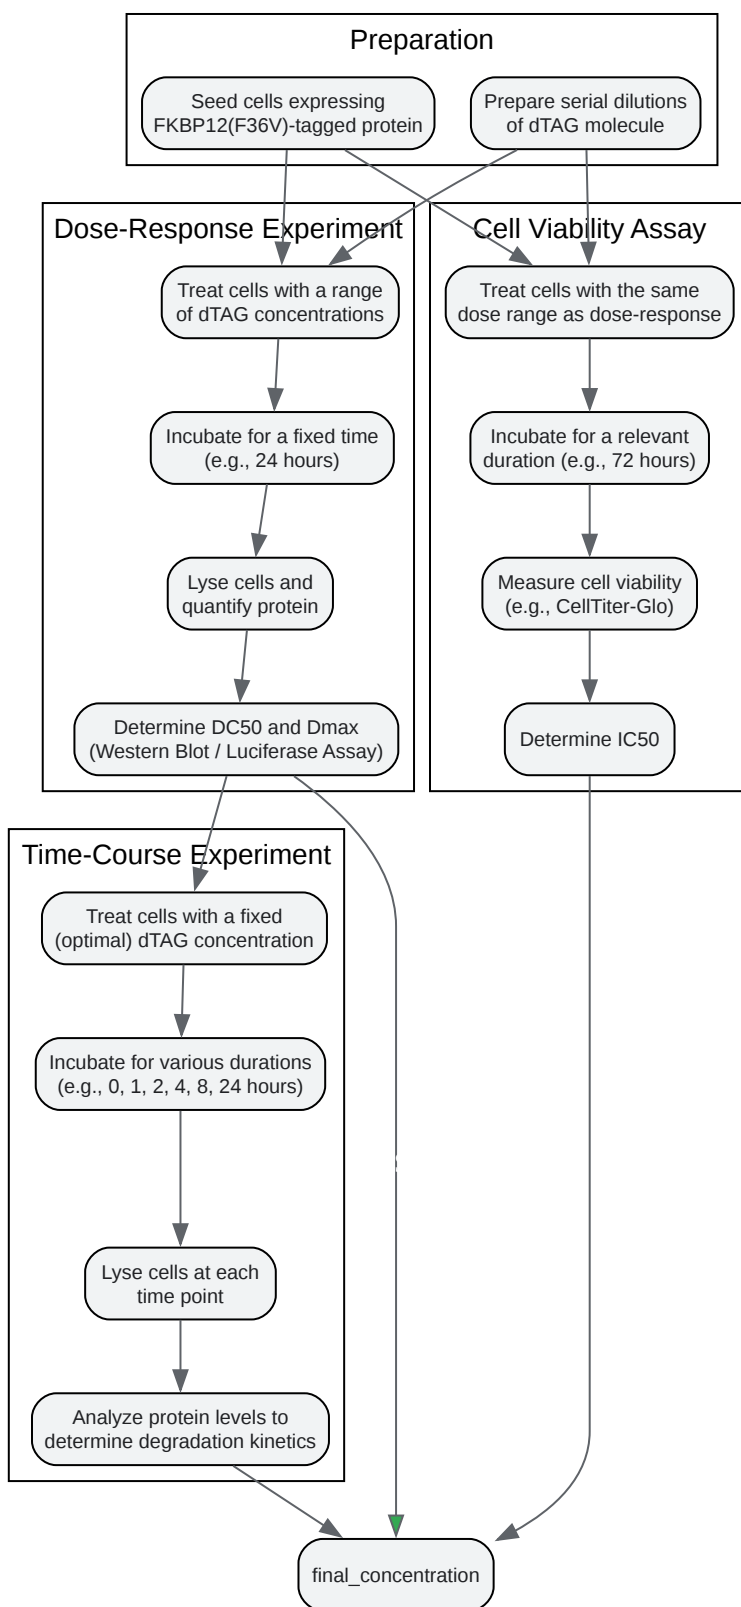 Preparation
Seed cells expressing
FKBP12(F36V)-tagged protein
Prepare serial dilutions
of dTAG molecule
Dose-Response Experiment
Treat cells with a range
of dTAG concentrations
Incubate for a fixed time
(e.g., 24 hours)
Lyse cells and
quantify protein
Determine DC50 and Dmax
(Western Blot / Luciferase Assay)
Cell Viability Assay
Treat cells with the same
dose range as dose-response
Incubate for a relevant
duration (e.g., 72 hours)
Measure cell viability
(e.g., CellTiter-Glo)
Determine IC50
Time-Course Experiment
Treat cells with a fixed
(optimal) dTAG concentration
Incubate for various durations
(e.g., 0, 1, 2, 4, 8, 24 hours)
Lyse cells at each
time point
Analyze protein levels to
determine degradation kinetics
final_concentration